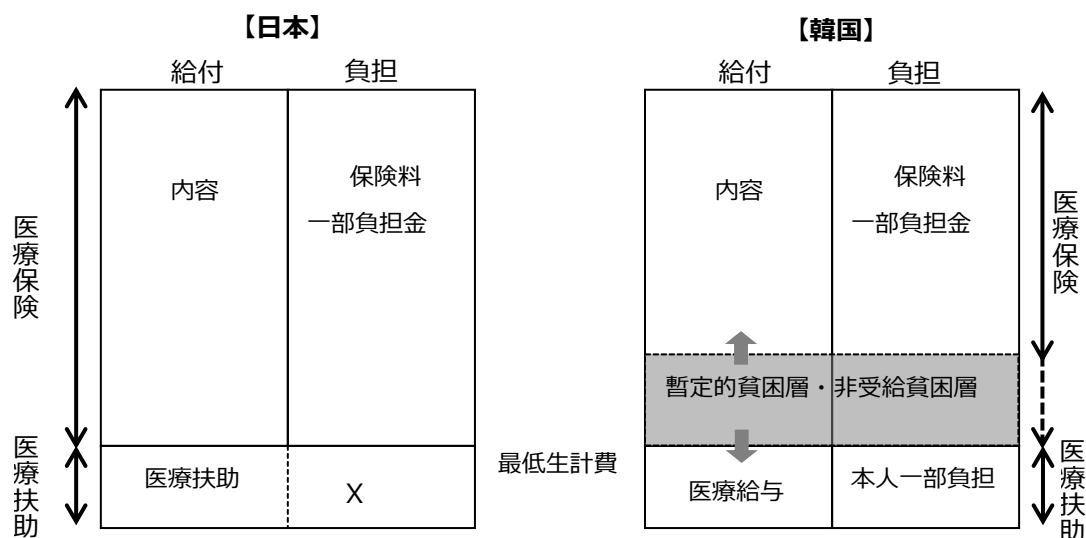 【日本】
給付 負担
内容
保険料
一部負担金
医療保険
医療扶助
医療扶助
X
最低生計費
【韓国】
給付 負担
内容
保険料
一部負担金
暫定的貧困層・非受給貧困層
医療給与
本人一部負担
医療保険
医療扶助